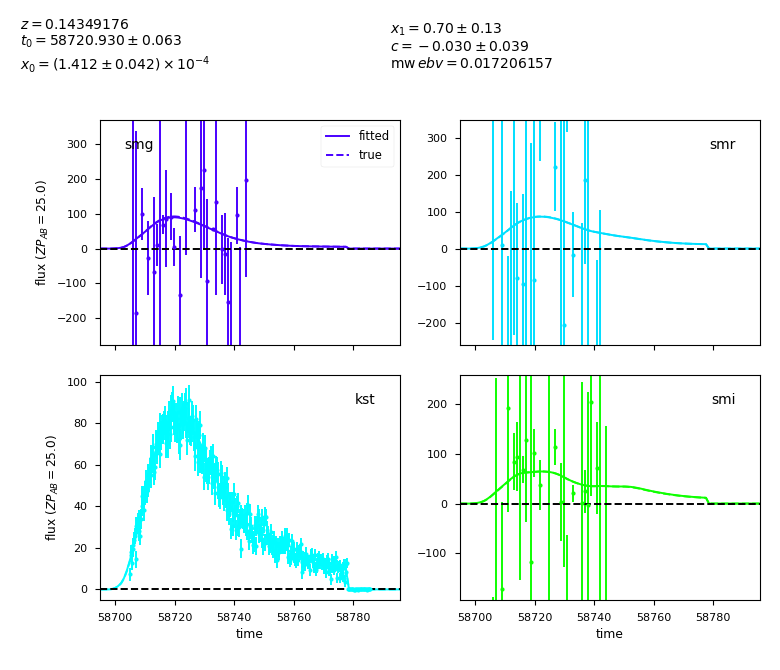 z = 0.14349176
t₀ = 58720.930 ± 0.063
x₀ = (1.412 ± 0.042) × 10⁻⁴
x₁ = 0.70 ± 0.13
c = −0.030 ± 0.039
mw ebv = 0.017206157
smg
fitted
true
300
200
100
0
−100
−200
flux (ZP_AB = 25.0)
smr
300
200
100
0
−100
−200
kst
100
80
60
40
20
0
flux (ZP_AB = 25.0)
58700 58720 58740 58760 58780
time
smi
200
100
0
−100
58700 58720 58740 58760 58780
time